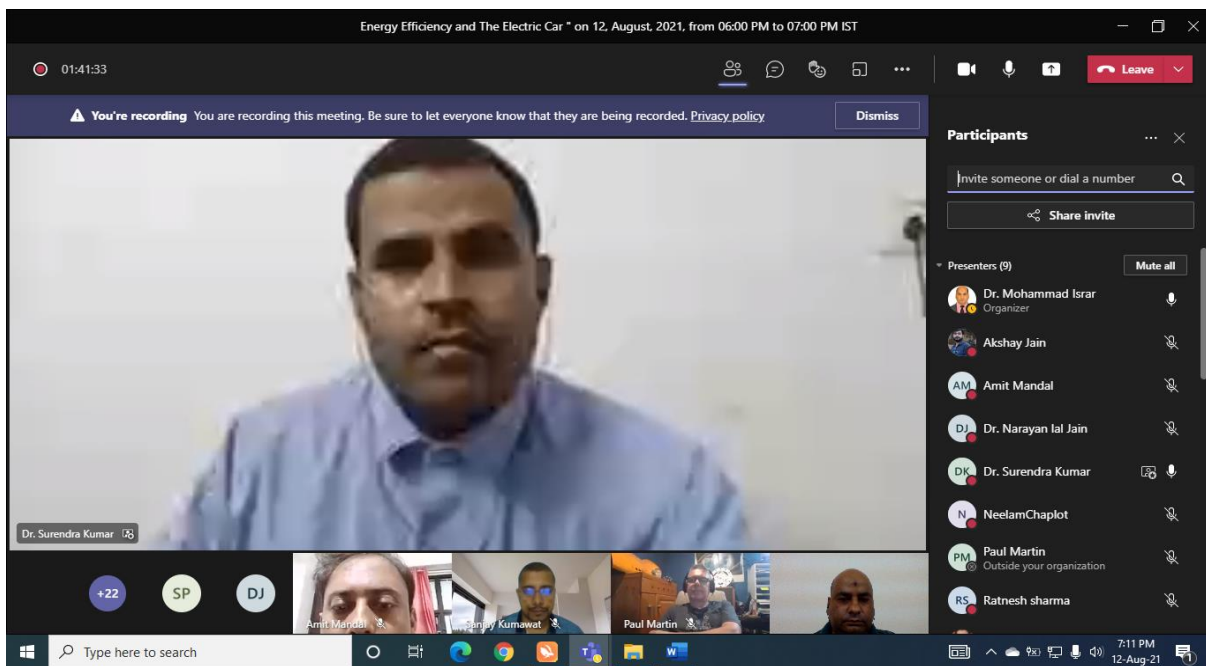 Energy Efficiency and The Electric Car " on 12, August, 2021, from 06:00 PM to 07:00 PM IST
01:41:33
Leave
You're recording You are recording this meeting. Be sure to let everyone know that they are being recorded. Privacy policy
Dismiss
Participants
Invite someone or dial a number
Share invite
Presenters (9)
Mute all
Dr. Mohammad Israr
Organizer
Akshay Jain
AM Amit Mandal
DJ Dr. Narayan lal Jain
DK Dr. Surendra Kumar
N NeelamChaplot
PM Paul Martin
Outside your organization
RS Ratnesh sharma
Dr. Surendra Kumar
+22
SP
DJ
Amit Mandal
Sanjay Kumawat
Paul Martin
Type here to search
7:11 PM
12-Aug-21